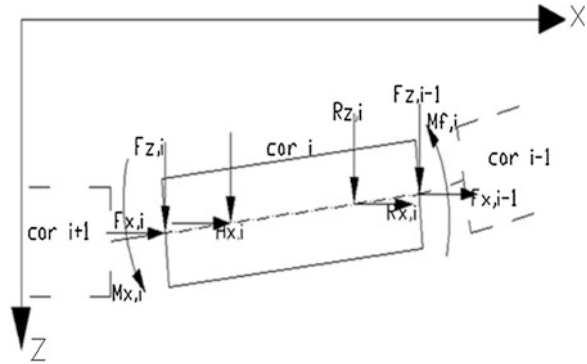 X
Fz,i-1
Rz,i
Mf,i
Fz,i
cor i
cor i-1
Fx,i
Fx,i-1
cor i+1
Hx,i
Rx,i
Mx,i
Z